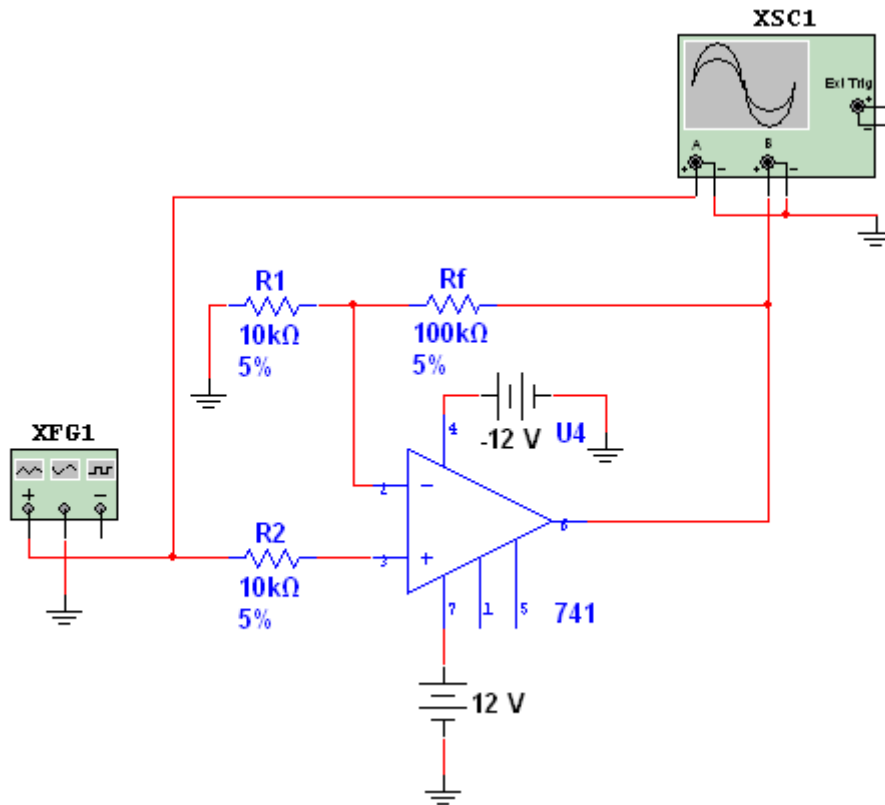 XSC1
Ext Trig
+
-
A
B
+ - + -
R1
10kΩ
5%
Rf
100kΩ
5%
-12 V
U4
4
XFG1
+ -
2
-
6
R2
10kΩ
5%
3
+
7
1
5
741
12 V